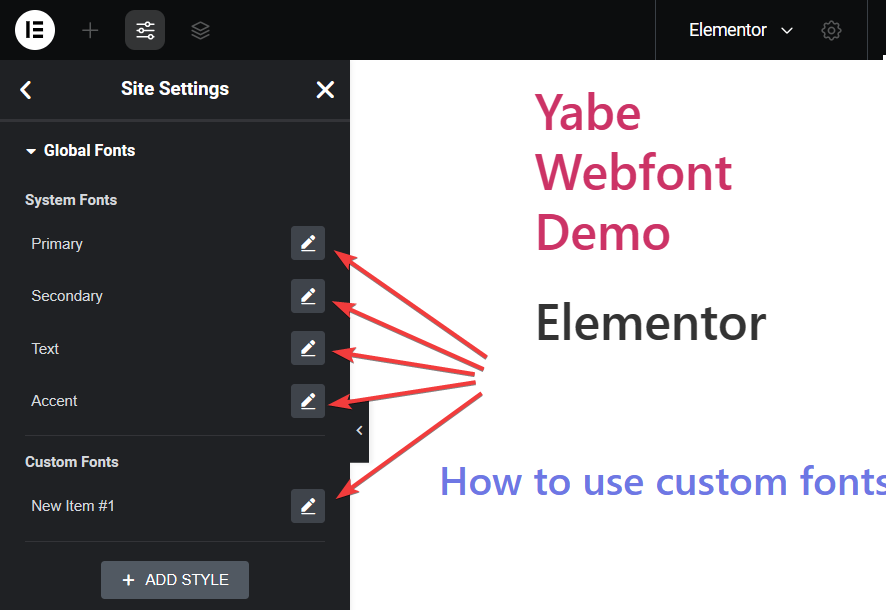 Elementor
Site Settings
Global Fonts
System Fonts
Primary
Secondary
Text
Accent
Custom Fonts
New Item #1
+ ADD STYLE
Yabe
Webfont
Demo
Elementor
How to use custom fonts